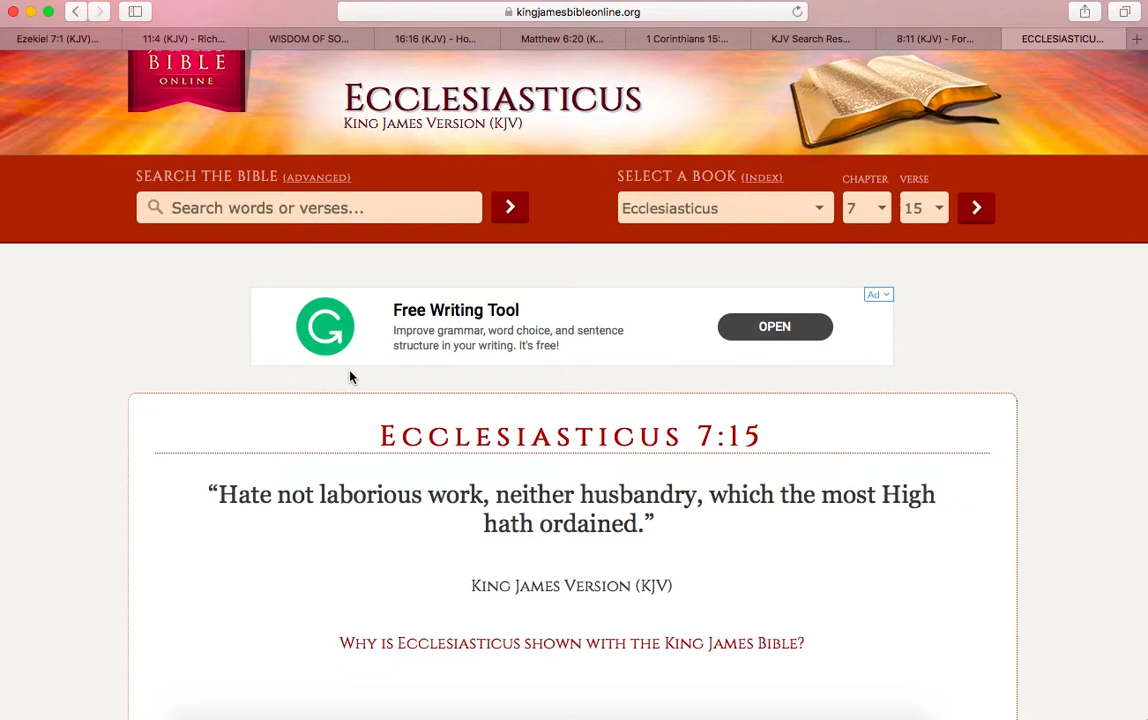 kingjamesbibleonline.org
Ezekiel 7:1 (KJV)...
11:4 (KJV) - Rich...
WISDOM OF SO...
16:16 (KJV) - Ho...
Matthew 6:20 (K...
1 Corinthians 15:...
KJV Search Res...
8:11 (KJV) - For...
ECCLESIASTICU...
BIBLE
ONLINE
Ecclesiasticus
King James Version (KJV)
SEARCH THE BIBLE (ADVANCED)
Search words or verses...
SELECT A BOOK (INDEX)
CHAPTER
VERSE
Ecclesiasticus
7
15
Free Writing Tool
Improve grammar, word choice, and sentence
structure in your writing. It's free!
OPEN
Ad
Ecclesiasticus 7:15
“Hate not laborious work, neither husbandry, which the most High
hath ordained.”
King James Version (KJV)
Why is Ecclesiasticus shown with the King James Bible?